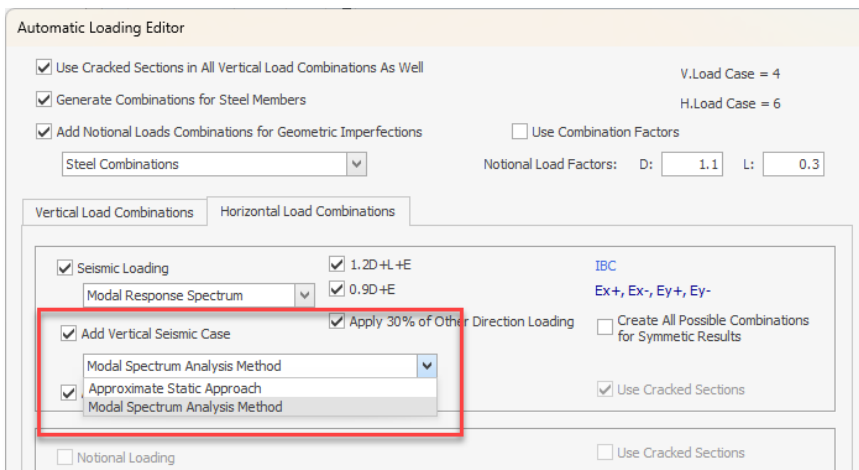 Automatic Loading Editor
Use Cracked Sections in All Vertical Load Combinations As Well
V.Load Case = 4
Generate Combinations for Steel Members
H.Load Case = 6
Add Notional Loads Combinations for Geometric Imperfections
Use Combination Factors
Steel Combinations
Notional Load Factors: D: 1.1 L: 0.3
Vertical Load Combinations
Horizontal Load Combinations
Seismic Loading
1.2D+L+E
IBC
Modal Response Spectrum
0.9D+E
Ex+, Ex-, Ey+, Ey-
Add Vertical Seismic Case
Apply 30% of Other Direction Loading
Create All Possible Combinations
for Symmetic Results
Modal Spectrum Analysis Method
Approximate Static Approach
Modal Spectrum Analysis Method
Use Cracked Sections
Notional Loading
Use Cracked Sections